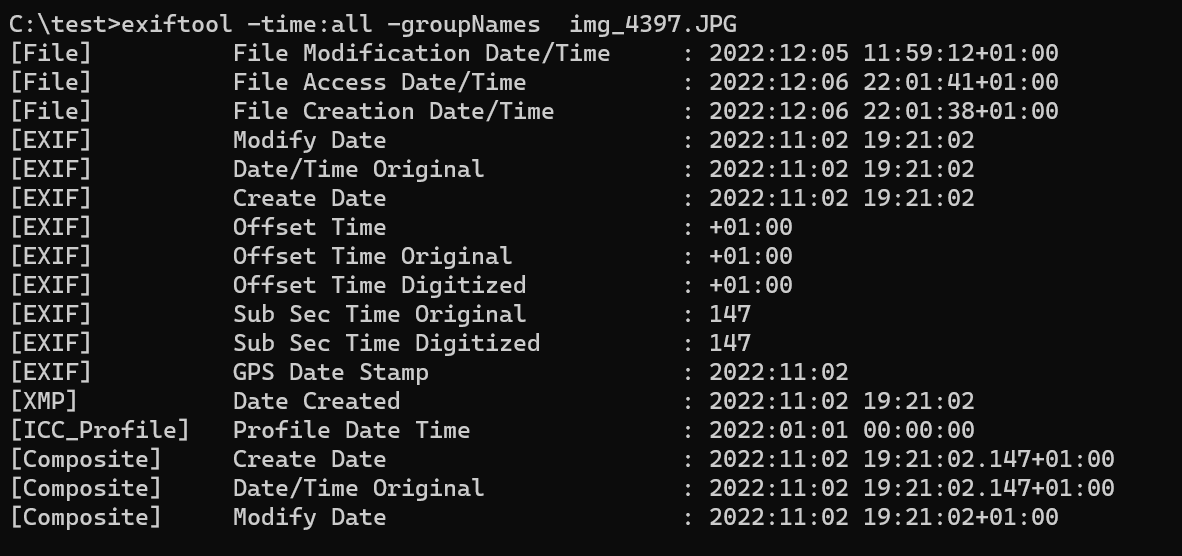 C:\test>exiftool -time:all -groupNames  img_4397.JPG
[File]          File Modification Date/Time     : 2022:12:05 11:59:12+01:00
[File]          File Access Date/Time           : 2022:12:06 22:01:41+01:00
[File]          File Creation Date/Time         : 2022:12:06 22:01:38+01:00
[EXIF]          Modify Date                     : 2022:11:02 19:21:02
[EXIF]          Date/Time Original              : 2022:11:02 19:21:02
[EXIF]          Create Date                     : 2022:11:02 19:21:02
[EXIF]          Offset Time                     : +01:00
[EXIF]          Offset Time Original            : +01:00
[EXIF]          Offset Time Digitized           : +01:00
[EXIF]          Sub Sec Time Original           : 147
[EXIF]          Sub Sec Time Digitized          : 147
[EXIF]          GPS Date Stamp                  : 2022:11:02
[XMP]           Date Created                    : 2022:11:02 19:21:02
[ICC_Profile]   Profile Date Time               : 2022:01:01 00:00:00
[Composite]     Create Date                     : 2022:11:02 19:21:02.147+01:00
[Composite]     Date/Time Original              : 2022:11:02 19:21:02.147+01:00
[Composite]     Modify Date                     : 2022:11:02 19:21:02+01:00